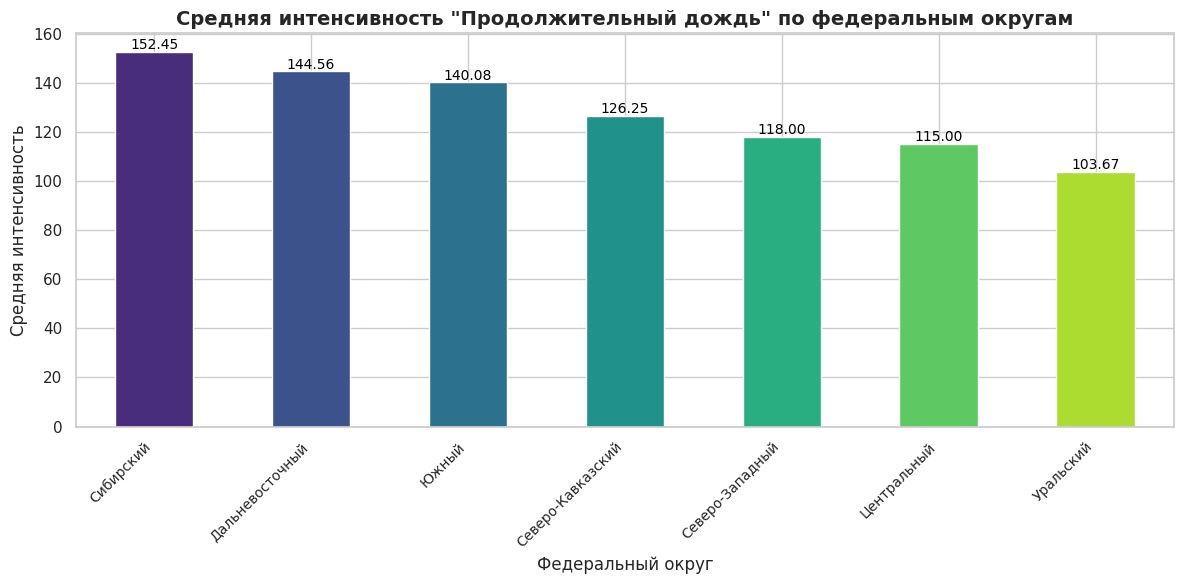 Средняя интенсивность "Продолжительный дождь" по федеральным округам
Средняя интенсивность
160
140
120
100
80
60
40
20
0
152.45
144.56
140.08
126.25
118.00
115.00
103.67
Сибирский
Дальневосточный
Южный
Северо-Кавказский
Северо-Западный
Центральный
Уральский
Федеральный округ